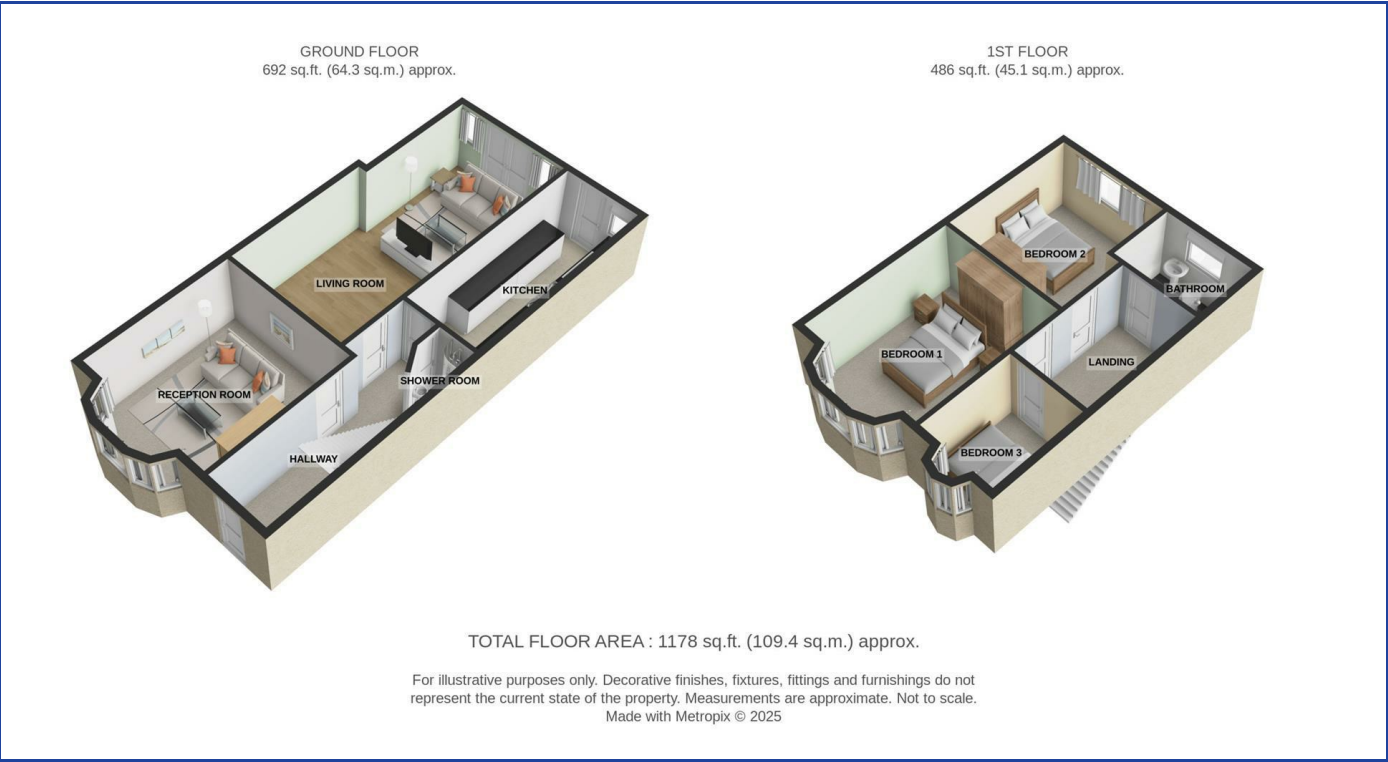 GROUND FLOOR
692 sq.ft. (64.3 sq.m.) approx.
LIVING ROOM
KITCHEN
SHOWER ROOM
RECEPTION ROOM
HALLWAY
1ST FLOOR
486 sq.ft. (45.1 sq.m.) approx.
BEDROOM 2
BATHROOM
BEDROOM 1
LANDING
BEDROOM 3
TOTAL FLOOR AREA : 1178 sq.ft. (109.4 sq.m.) approx.
For illustrative purposes only. Decorative finishes, fixtures, fittings and furnishings do not
represent the current state of the property. Measurements are approximate. Not to scale.
Made with Metropix © 2025